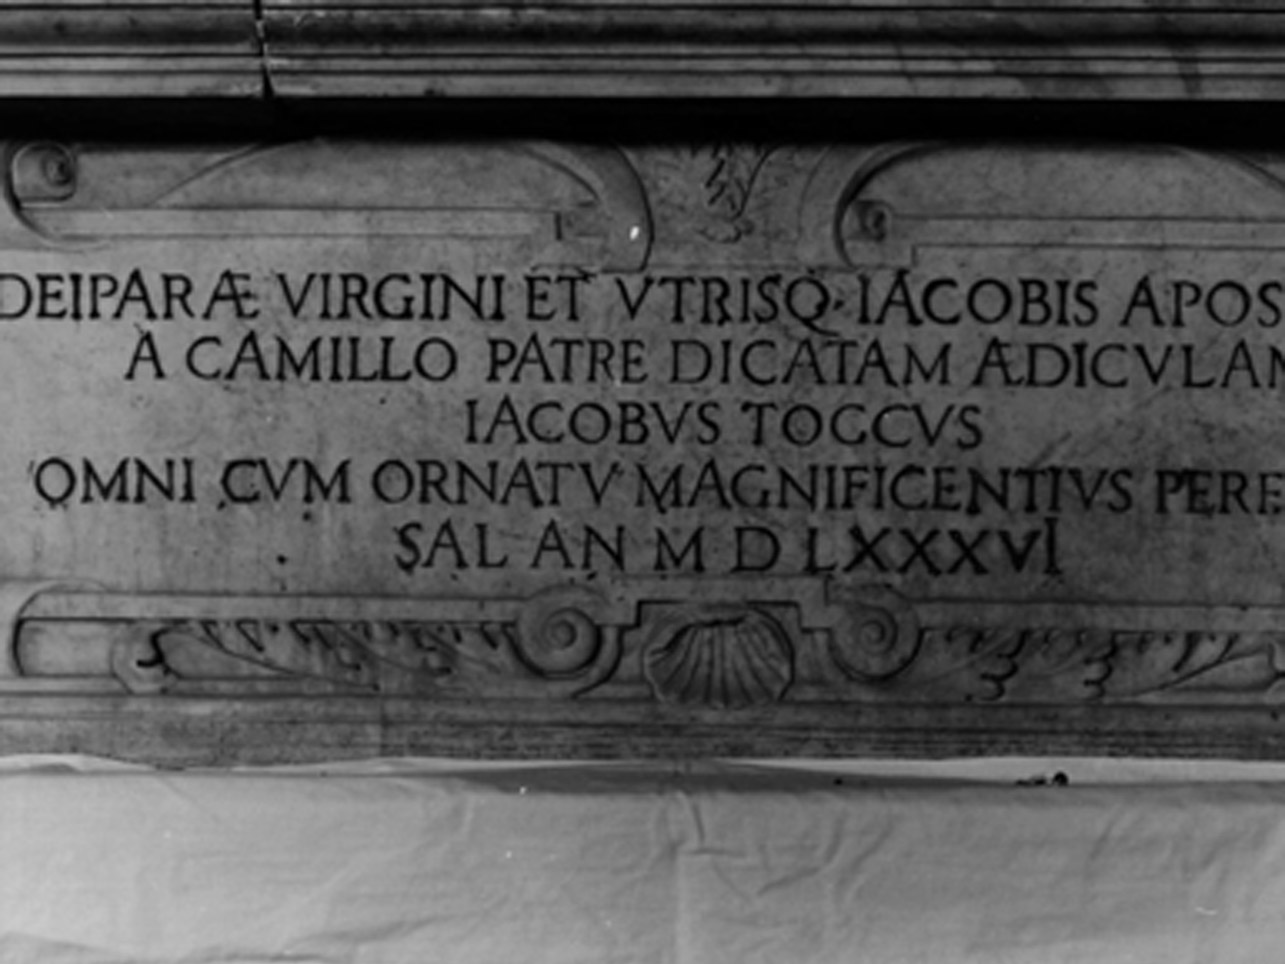 DEIPARÆ VIRGINI ET VTRISQ· IACOBIS APOS
A CAMILLO PATRE DICATAM ÆDICVLAM
IACOBVS TOCCVS
OMNI CVM ORNATV MAGNIFICENTIVS PERF
SAL AN M D LXXXVI